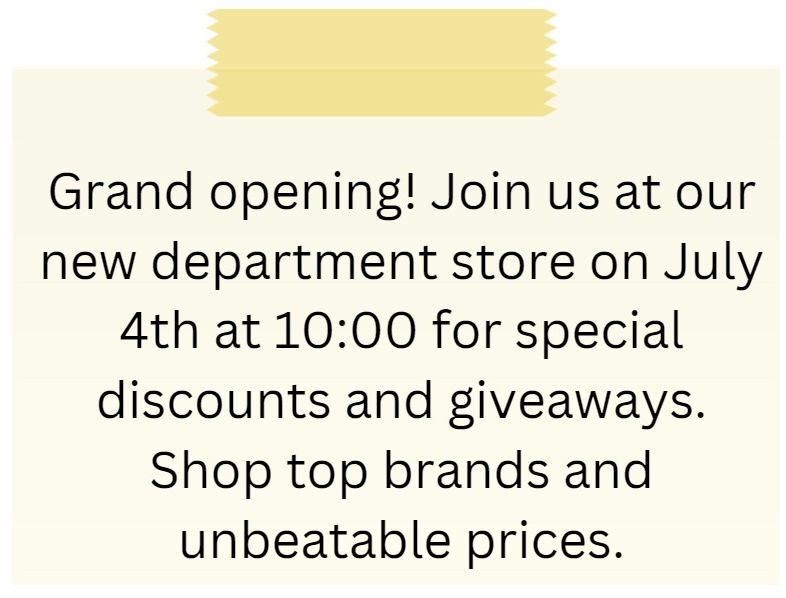 Grand opening! Join us at our
new department store on July
4th at 10:00 for special
discounts and giveaways.
Shop top brands and
unbeatable prices.